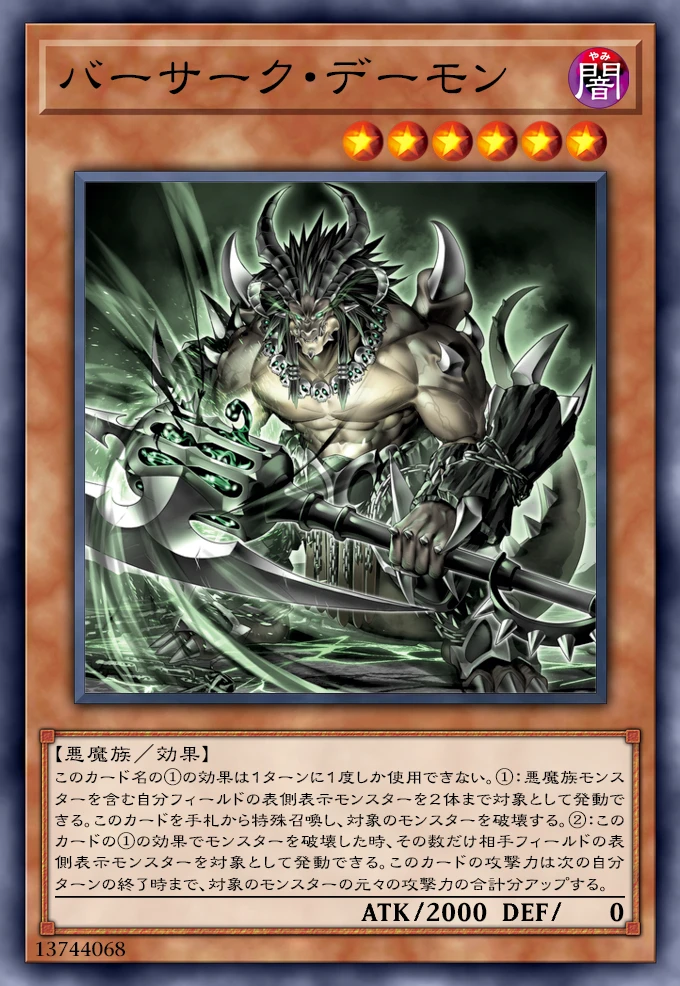 バーサーク・デーモン
やみ
闇
【悪魔族／効果】
このカード名の①の効果は１ターンに１度しか使用できない。①：悪魔族モンス
ターを含む自分フィールドの表側表示モンスターを２体まで対象として発動で
きる。このカードを手札から特殊召喚し、対象のモンスターを破壊する。②：この
カードの①の効果でモンスターを破壊した時、その数だけ相手フィールドの表
側表示モンスターを対象として発動できる。このカードの攻撃力は次の自分
ターンの終了時まで、対象のモンスターの元々の攻撃力の合計分アップする。
ATK/2000 DEF/ 0
13744068